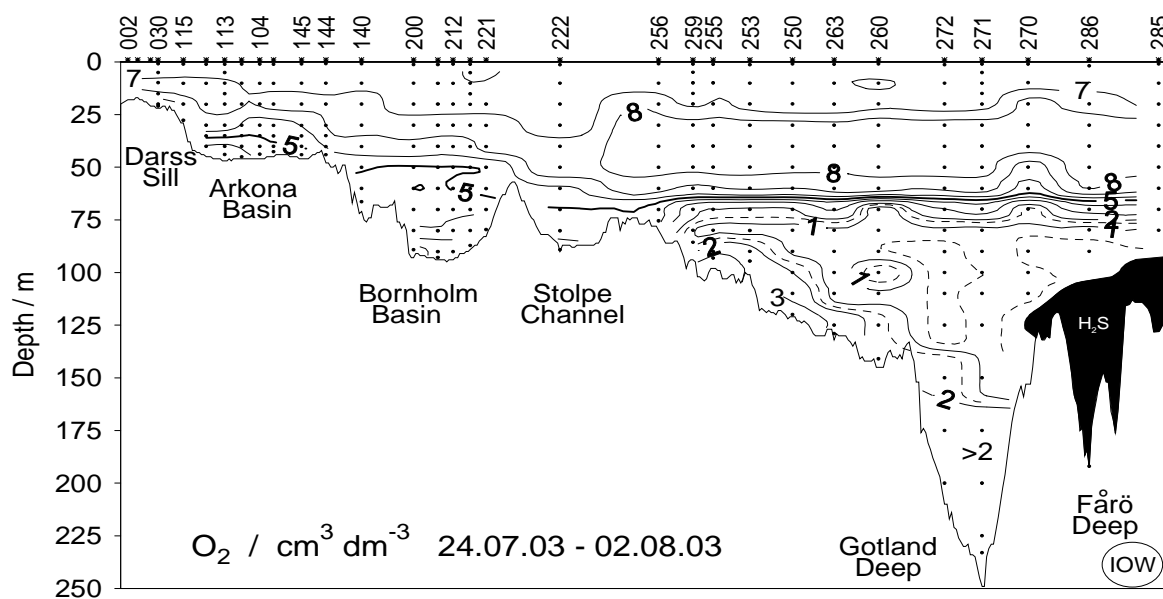 002 030 115 113 104 145 144 140 200 212 221 222 256 259 255 253 250 263 260 272 271 270 286 285
0
25
50
75
100
125
150
175
200
225
250
Depth / m
7
7
8
8
8
5
5
5
2
1
1
2
1
3
2
>2
Darss
Sill
Arkona
Basin
Bornholm
Basin
Stolpe
Channel
Gotland
Deep
Fårö
Deep
H₂S
O₂ / cm³ dm⁻³ 24.07.03 - 02.08.03
IOW